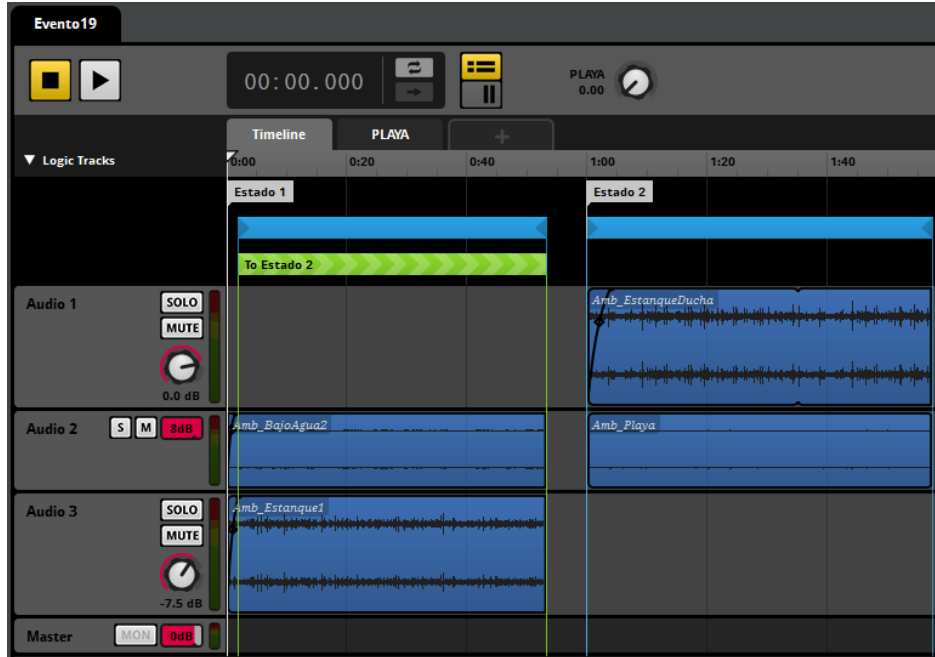 Evento19
00:00.000
PLAYA
0.00
Timeline
PLAYA
+
Logic Tracks
0:00
0:20
0:40
1:00
1:20
1:40
Estado 1
Estado 2
To Estado 2
Audio 1
SOLO
MUTE
0.0 dB
Amb_EstanqueDucha
Audio 2
S
M
8dB
Amb_BajoAgua2
Amb_Playa
Audio 3
SOLO
MUTE
-7.5 dB
Amb_Estanque1
Master
MON
0dB